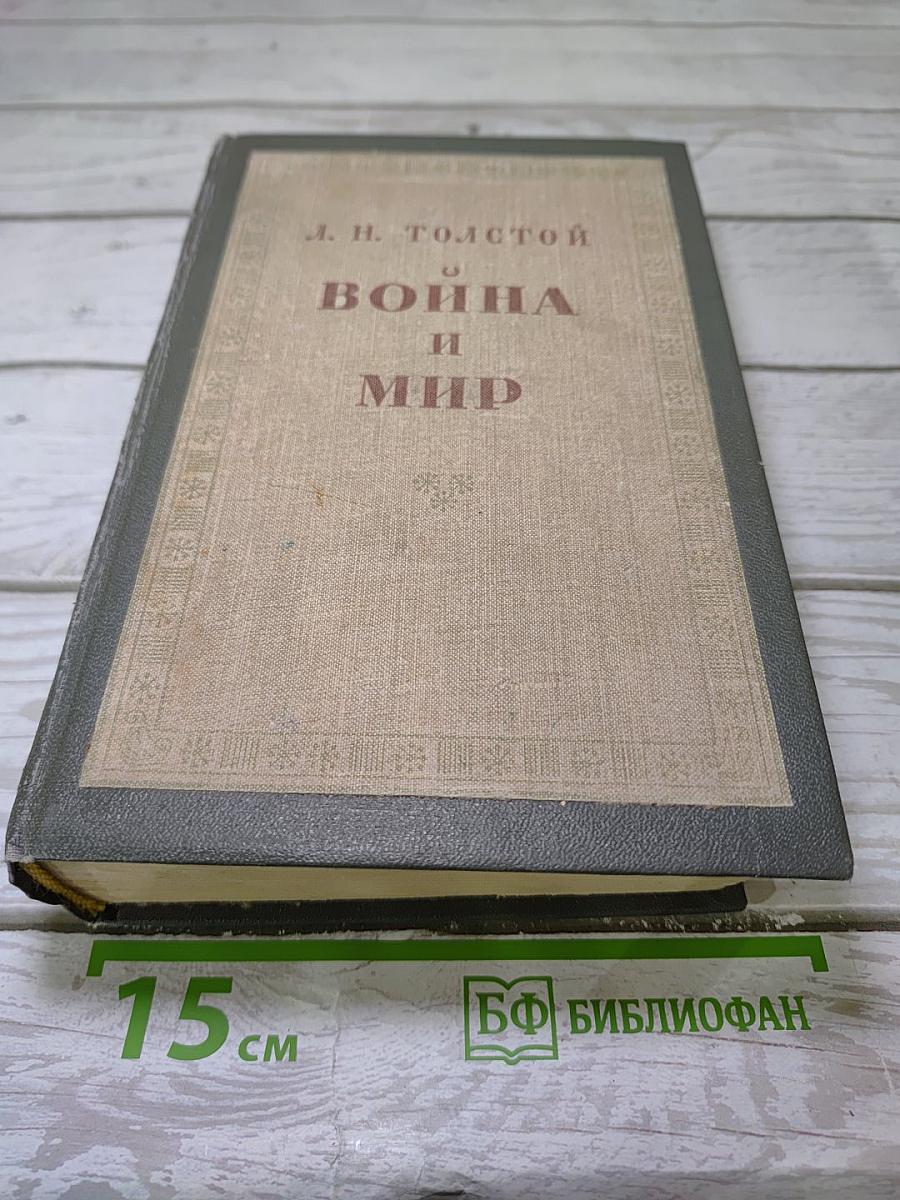 Л. Н. ТОЛСТОЙ
ВОЙНА
И
МИР
15 см
БФ БИБЛИОФАН